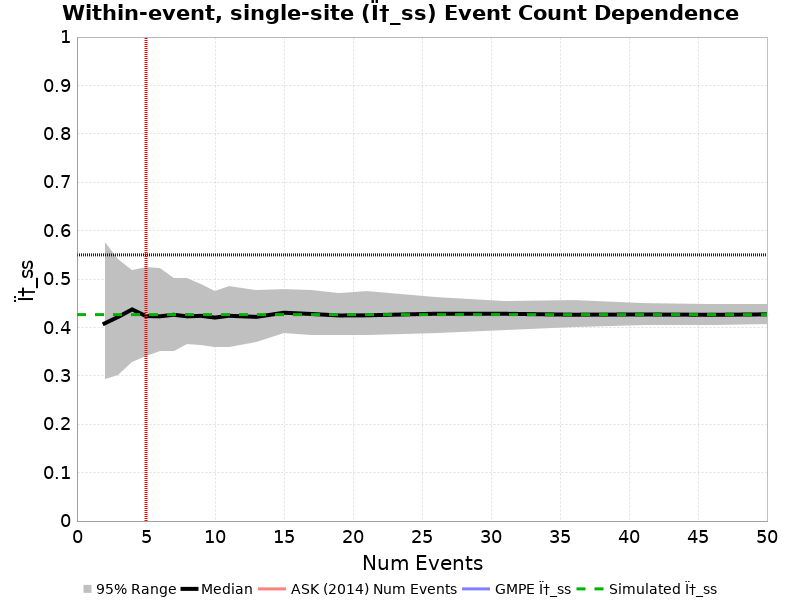 Within-event, single-site (Ï†_ss) Event Count Dependence
1
0.9
0.8
0.7
0.6
0.5
0.4
0.3
0.2
0.1
0
Ï†_ss
0 5 10 15 20 25 30 35 40 45 50
Num Events
95% Range Median ASK (2014) Num Events GMPE Ï†_ss Simulated Ï†_ss